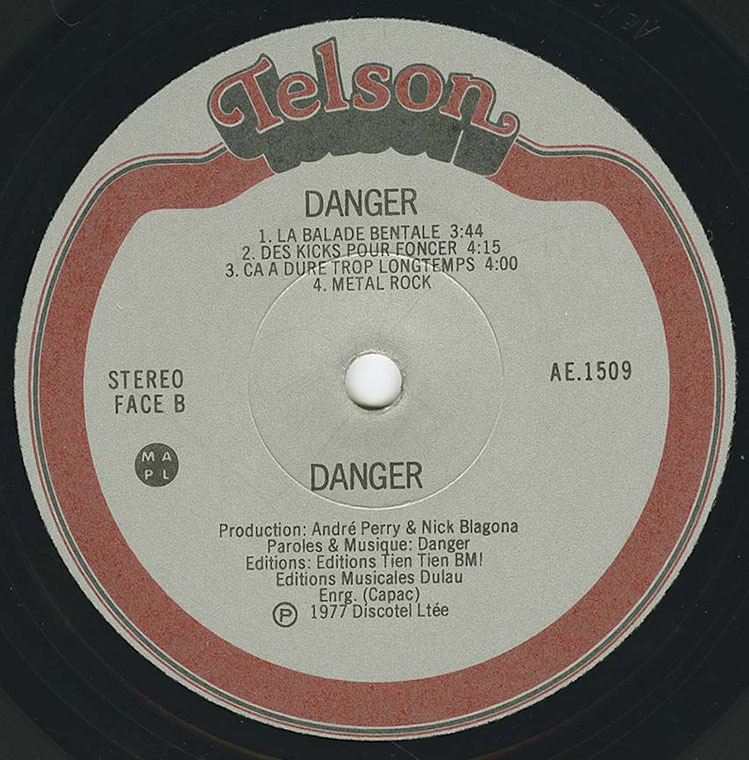 Telson
DANGER
1. LA BALADE BENTALE 3:44
2. DES KICKS POUR FONCER 4:15
3. CA A DURE TROP LONGTEMPS 4:00
4. METAL ROCK
STEREO
FACE B
AE.1509
M A
P L
DANGER
Production: André Perry & Nick Blagona
Paroles & Musique: Danger
Editions: Editions Tien Tien BM!
Editions Musicales Dulau
Enrg. (Capac)
Ⓟ 1977 Discotel Ltée